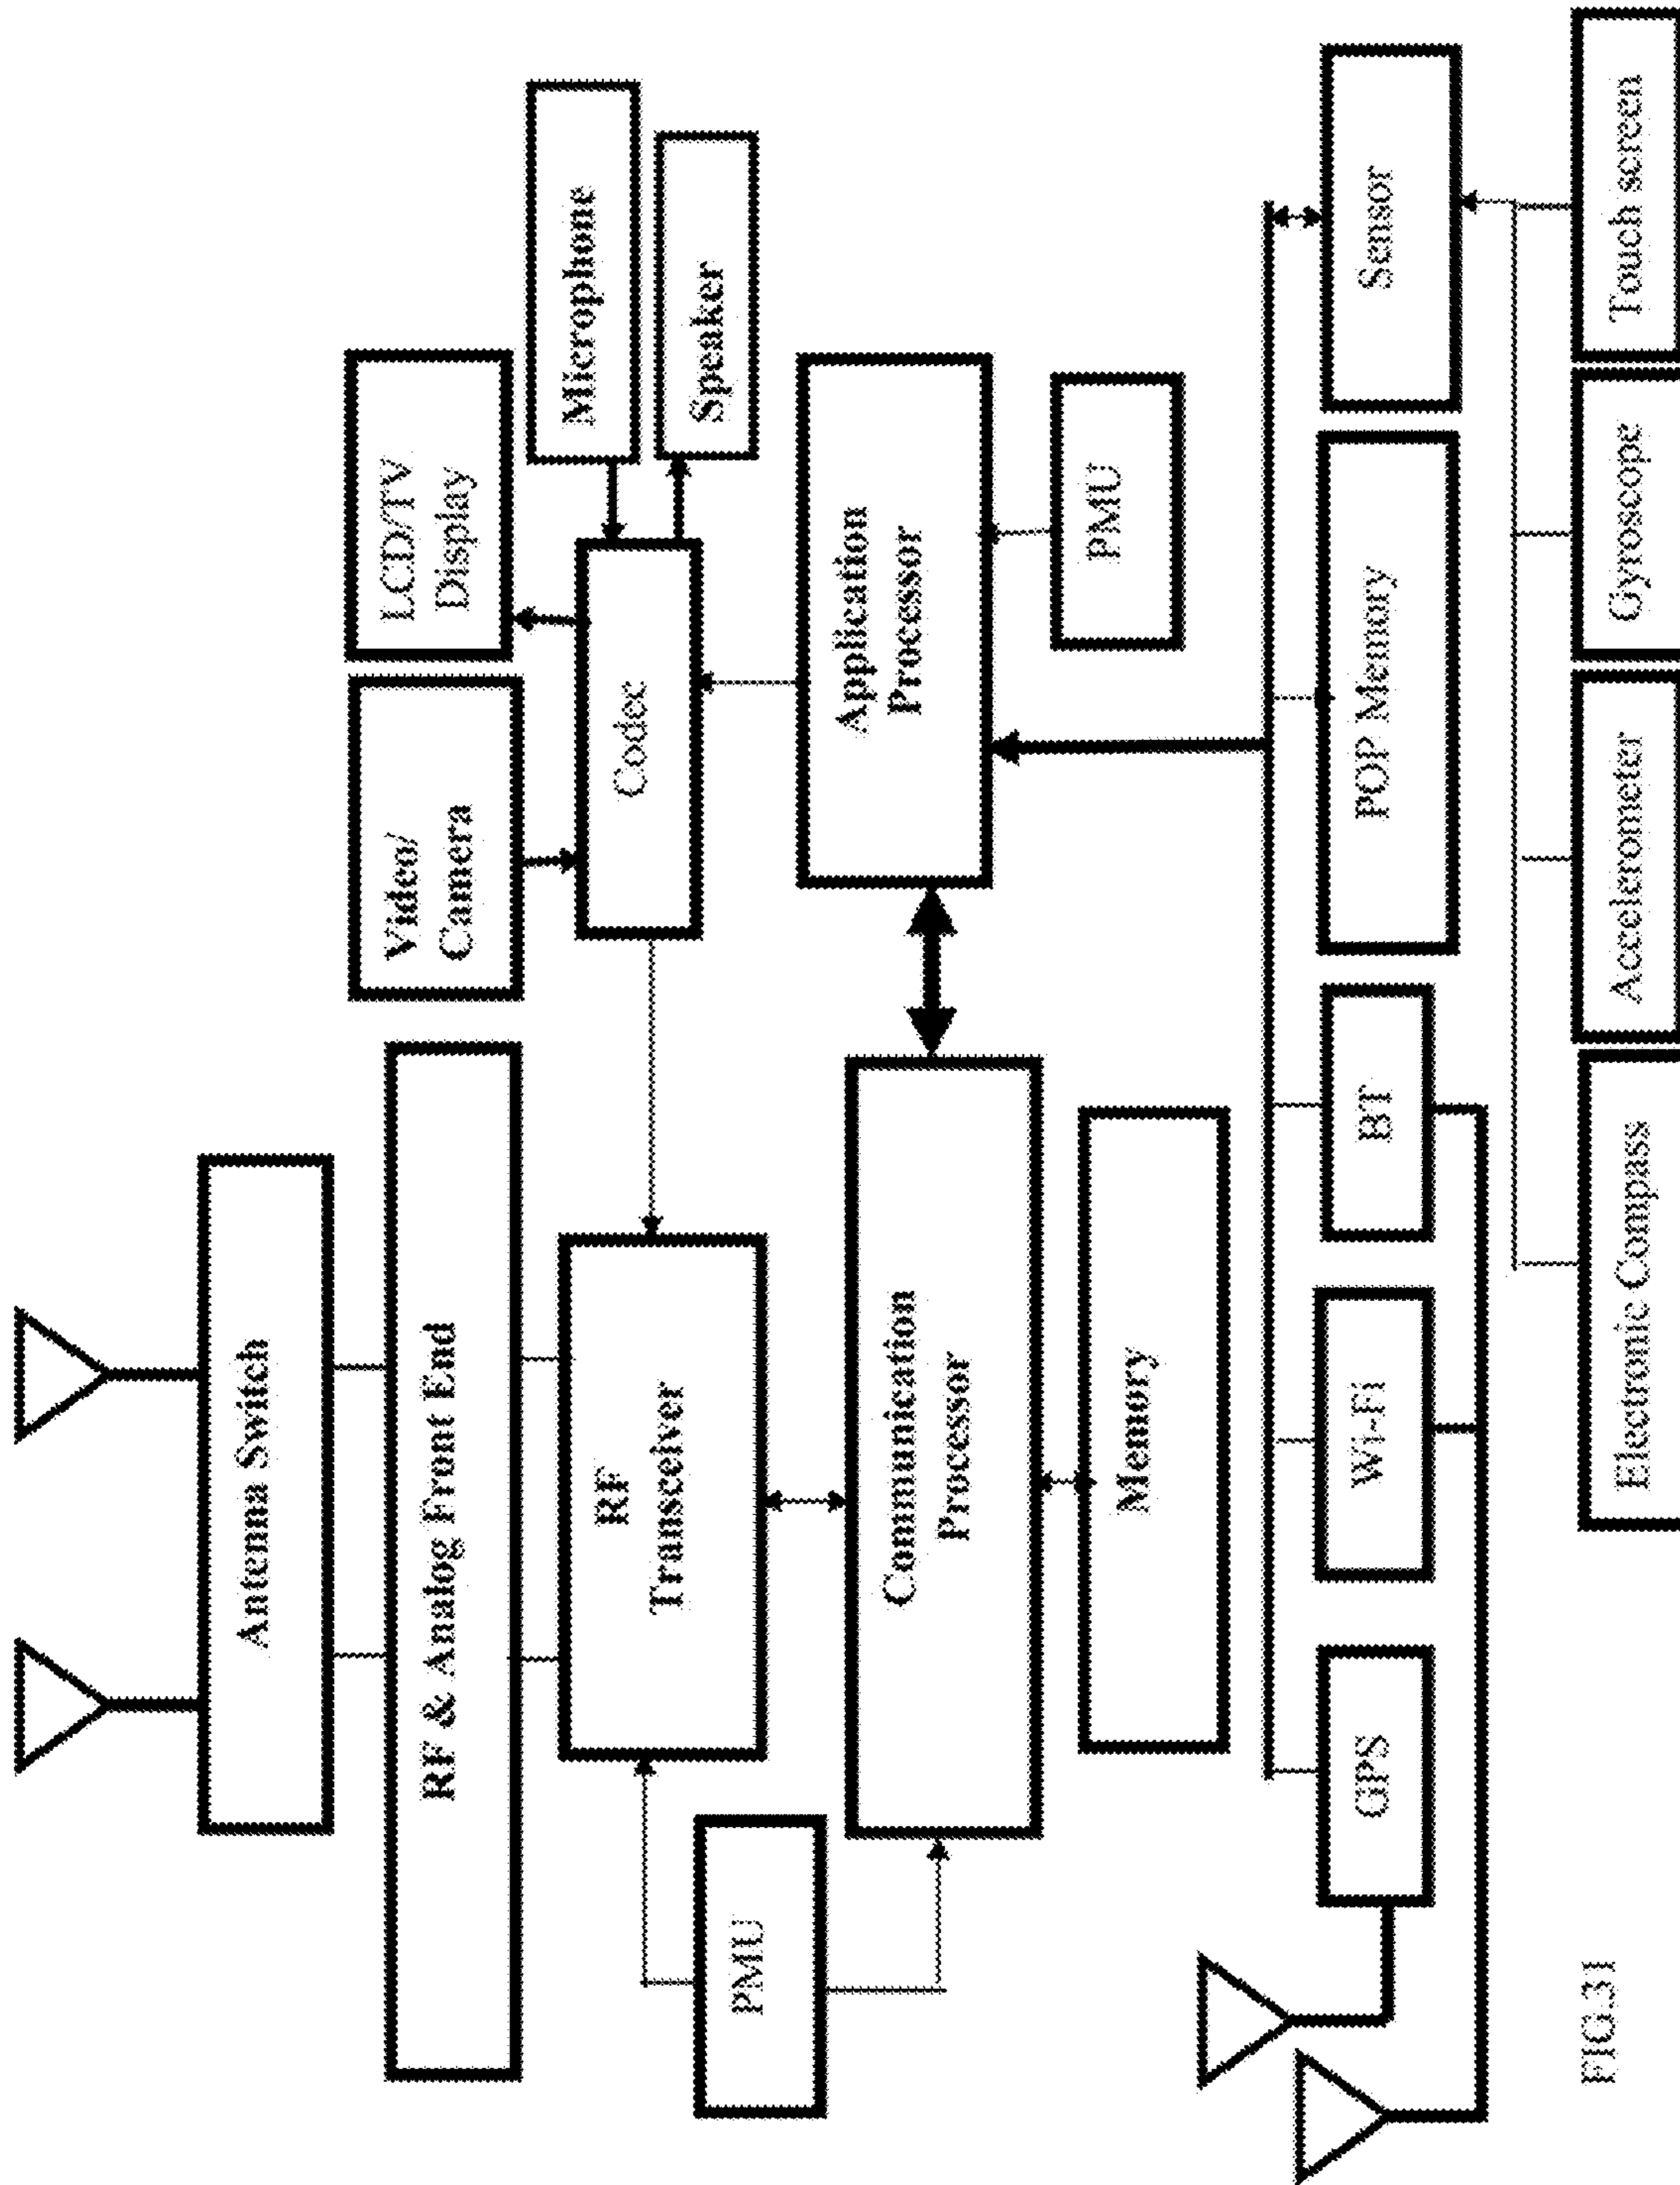 Antenna Switch
RF & Analog Front End
Video/
Camera
LCD/TV
Display
Microphone
Speaker
Codec
RF
Transceiver
PMU
Application
Processor
Communication
Processor
PMU
Memory
GPS
Wi-Fi
BT
POP Memory
Sensor
Electronic Compass
Accelerometer
Gyroscope
Touch screen
FIG.31